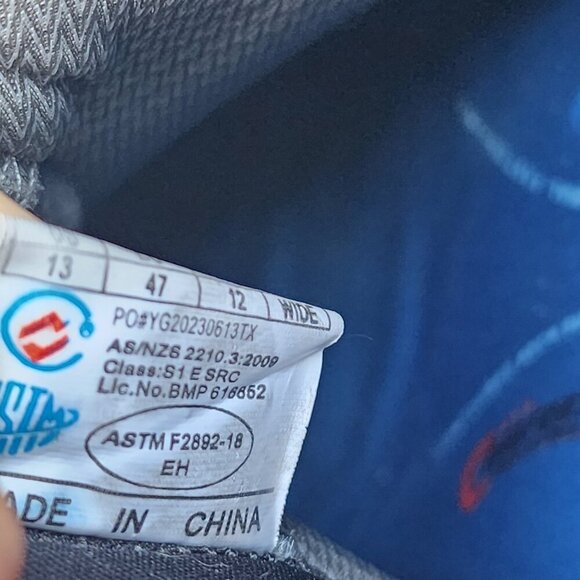 13 47 12 WIDE
PO#YG20230613TX
AS/NZS 2210.3:2009
Class:S1 E SRC
Lic.No.BMP 616652
ASTM F2892-18
EH
ADE IN CHINA